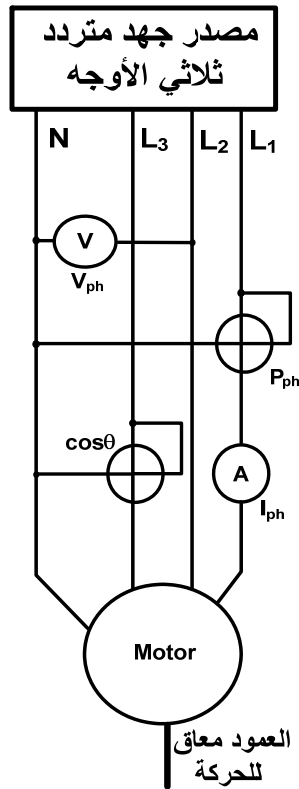 مصدر جهد متردد
ثلاثي الأوجه
N L₃ L₂ L₁
V
Vph
Pph
cosθ
A
Iph
Motor
العمود معاق
للحركة